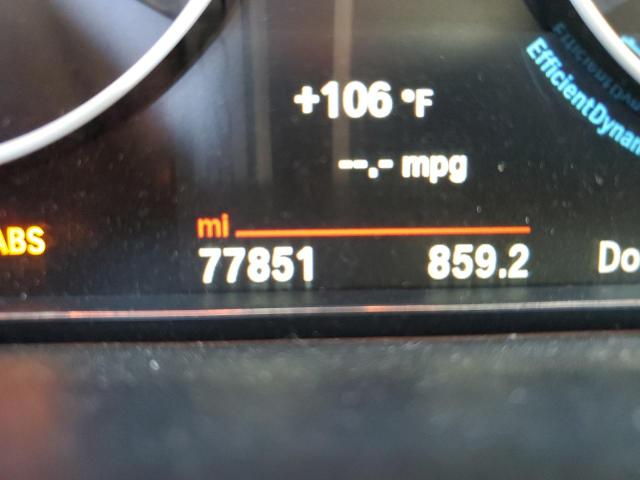 +106 °F
EfficientDynam
--.- mpg
ABS
mi
77851 859.2 Do